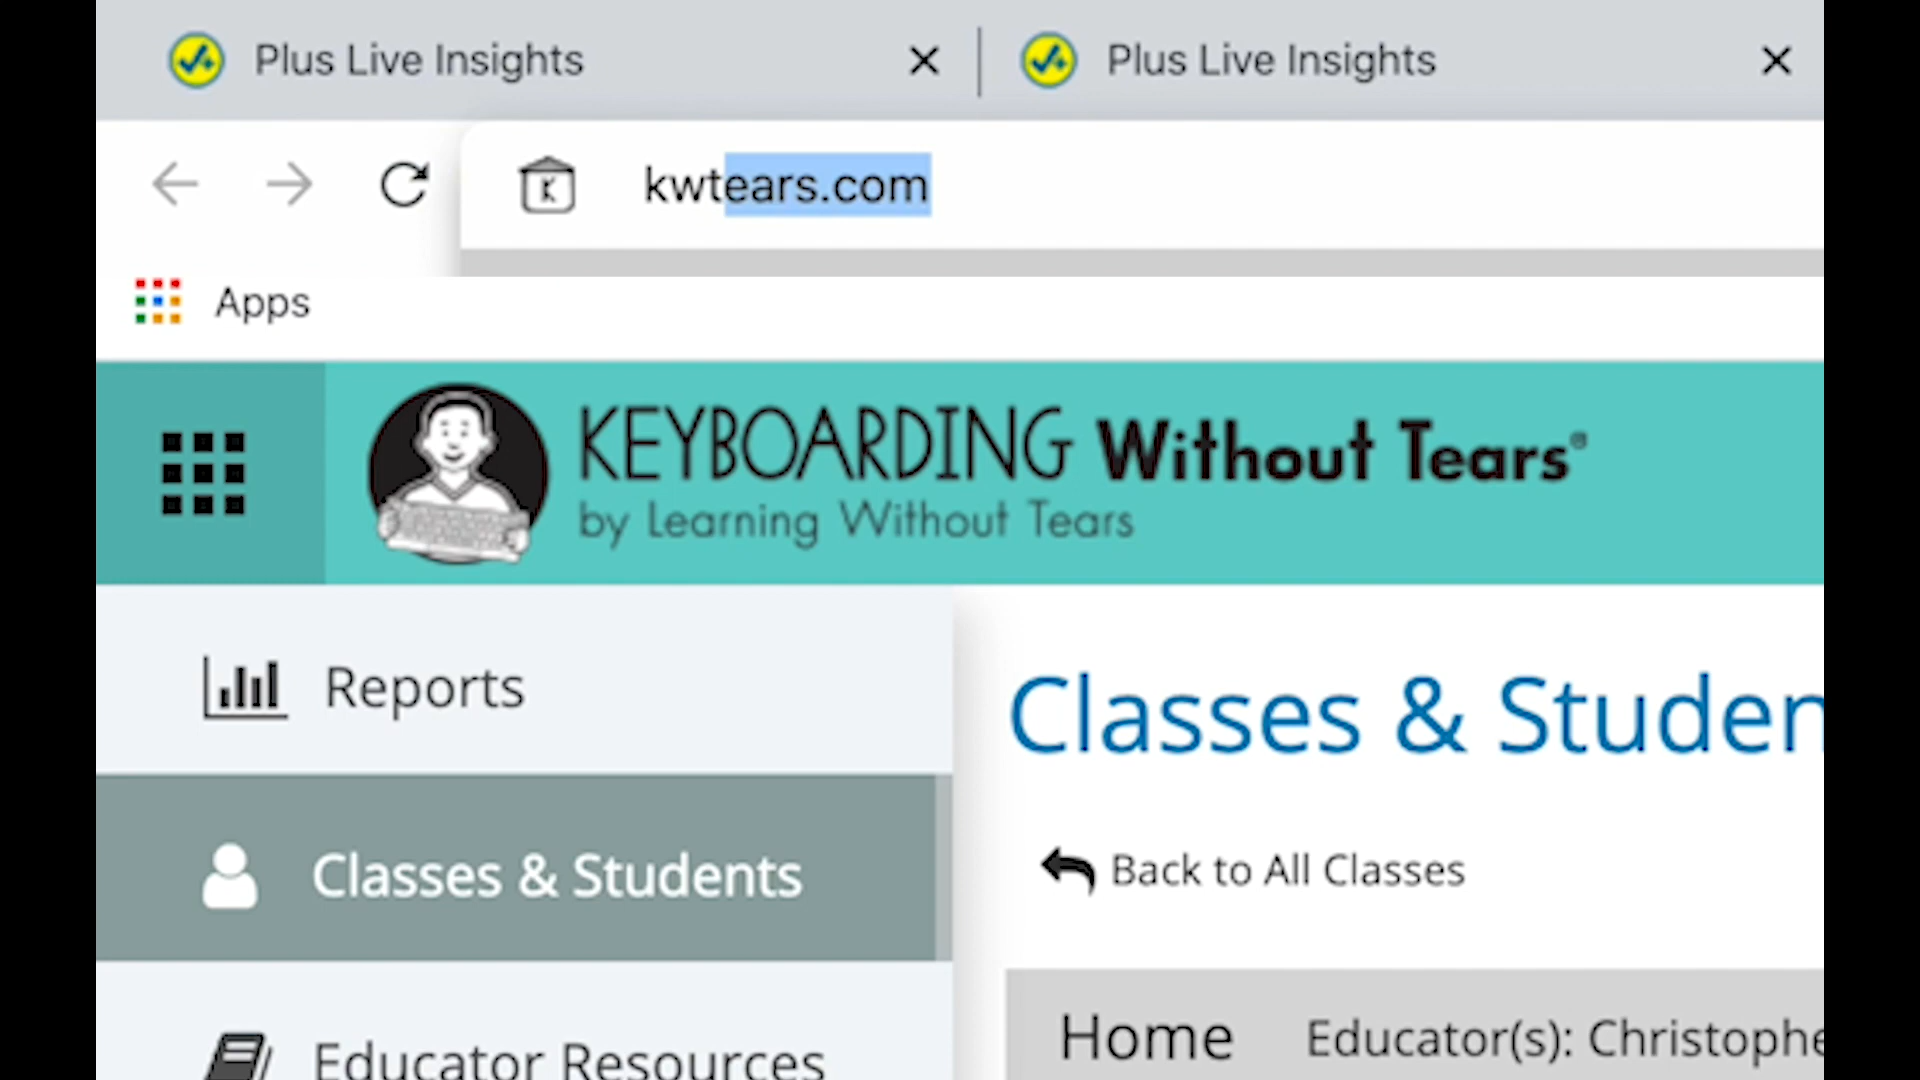 Plus Live Insights
Plus Live Insights
kwtears.com
Apps
KEYBOARDING Without Tears®
by Learning Without Tears
Reports
Classes & Studen
Classes & Students
Back to All Classes
Home Educator(s): Christophe
Educator Resources